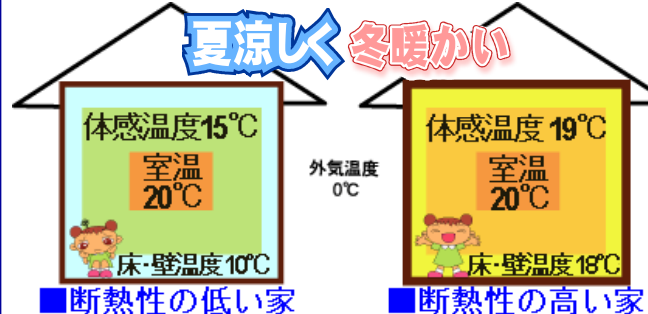 夏涼しく 冬暖かい
体感温度15℃
室温
20℃
床・壁温度10℃
■断熱性の低い家
外気温度
0℃
体感温度19℃
室温
20℃
床・壁温度18℃
■断熱性の高い家